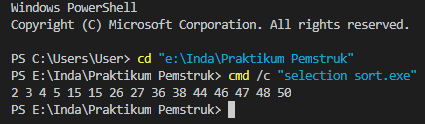 Windows PowerShell
Copyright (C) Microsoft Corporation. All rights reserved.
PS C:\Users\User> cd "e:\Inda\Praktikum Pemstruk"
PS E:\Inda\Praktikum Pemstruk> cmd /c "selection sort.exe"
2 3 4 5 15 15 26 27 36 38 44 46 47 48 50
PS E:\Inda\Praktikum Pemstruk>